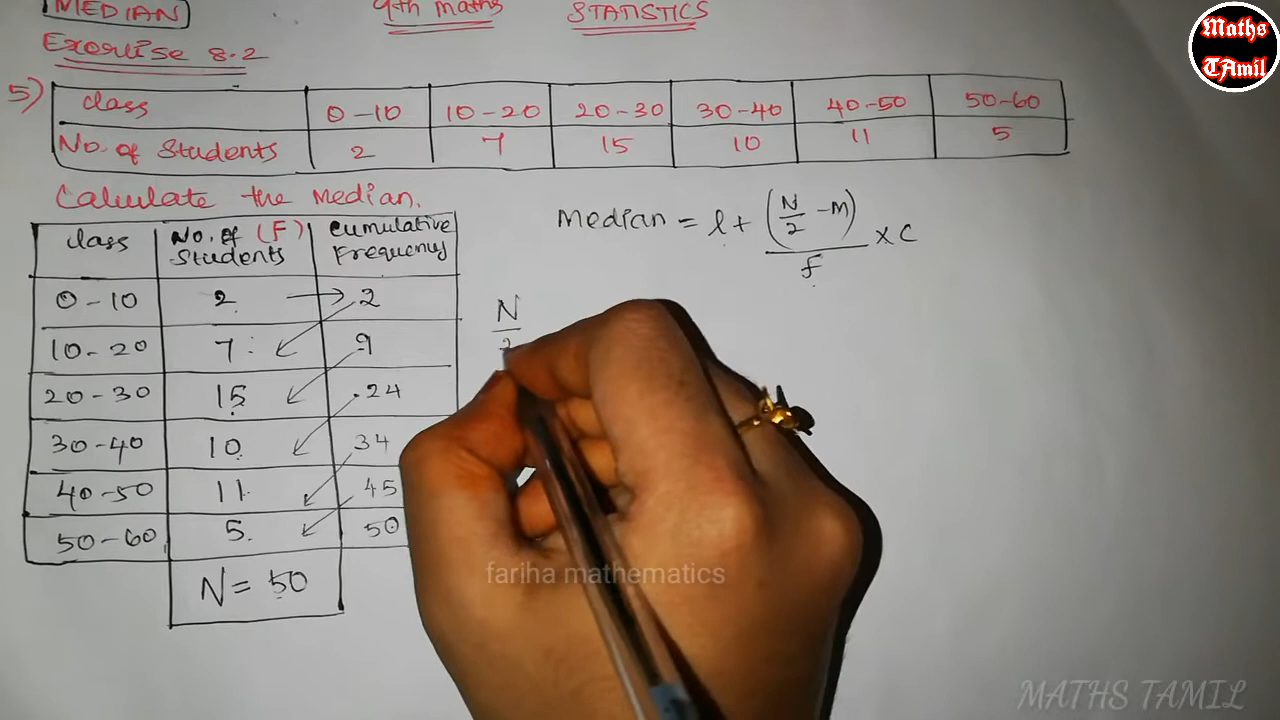 MEDIAN
9th Maths STATISTICS
Maths TAmil
Exercise 8.2
5) class 0-10 10-20 20-30 30-40 40-50 50-60
No. of Students 2 7 15 10 11 5
Calculate the Median.
class No. of (F) Students Cumulative Frequency
0-10 2 2
10-20 7 9
20-30 15 24
30-40 10 34
40-50 11 45
50-60 5 50
N = 50
Median = l + (N/2 - m)/f x c
N
fariha mathematics
MATHS TAMIL